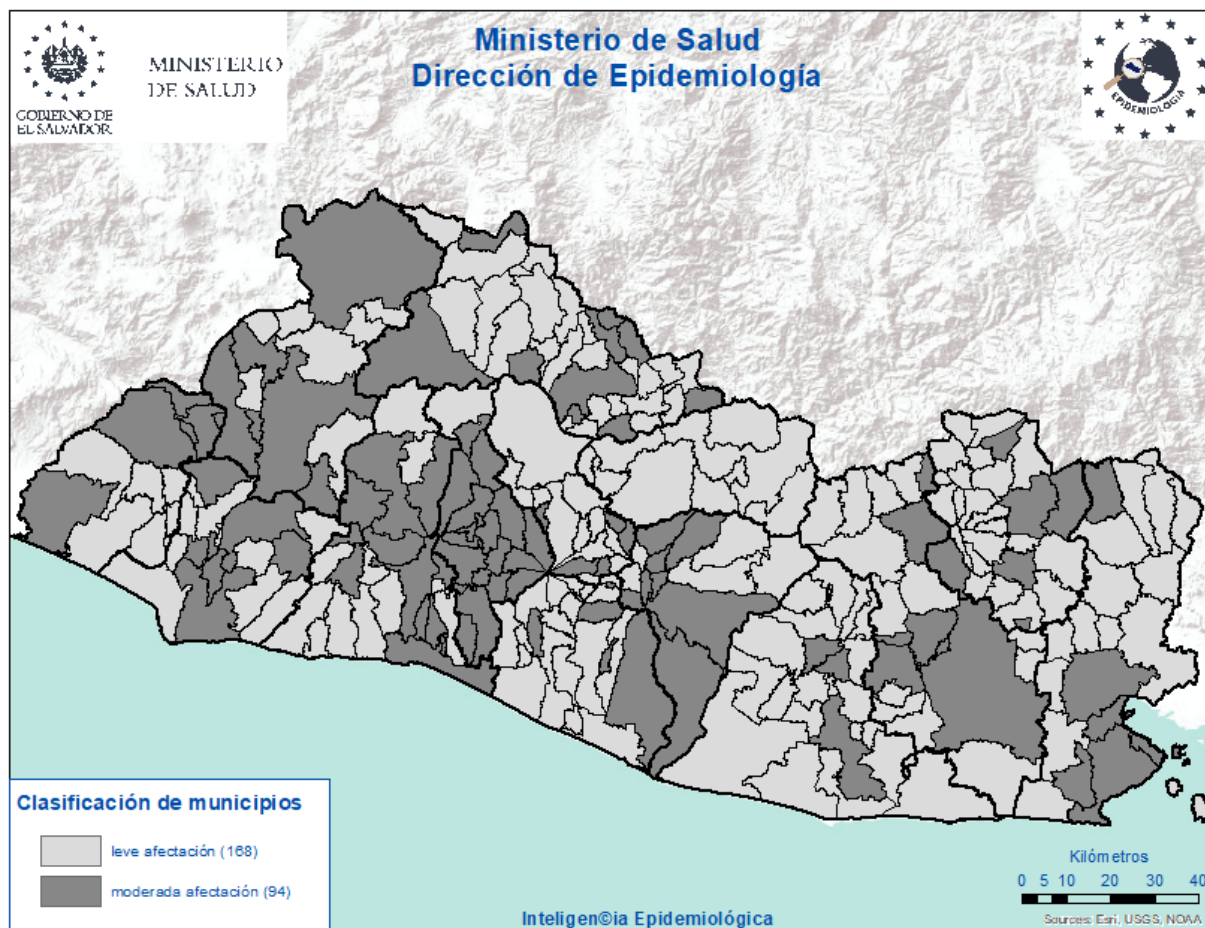 Ministerio de Salud
Dirección de Epidemiología
MINISTERIO
DE SALUD
GOBIERNO DE
EL SALVADOR
EPIDEMIOLOGÍA
Clasificación de municipios
leve afectación (168)
moderada afectación (94)
Kilómetros
0 5 10 20 30 40
Inteligen©ia Epidemiológica
Sources: Esri, USGS, NOAA